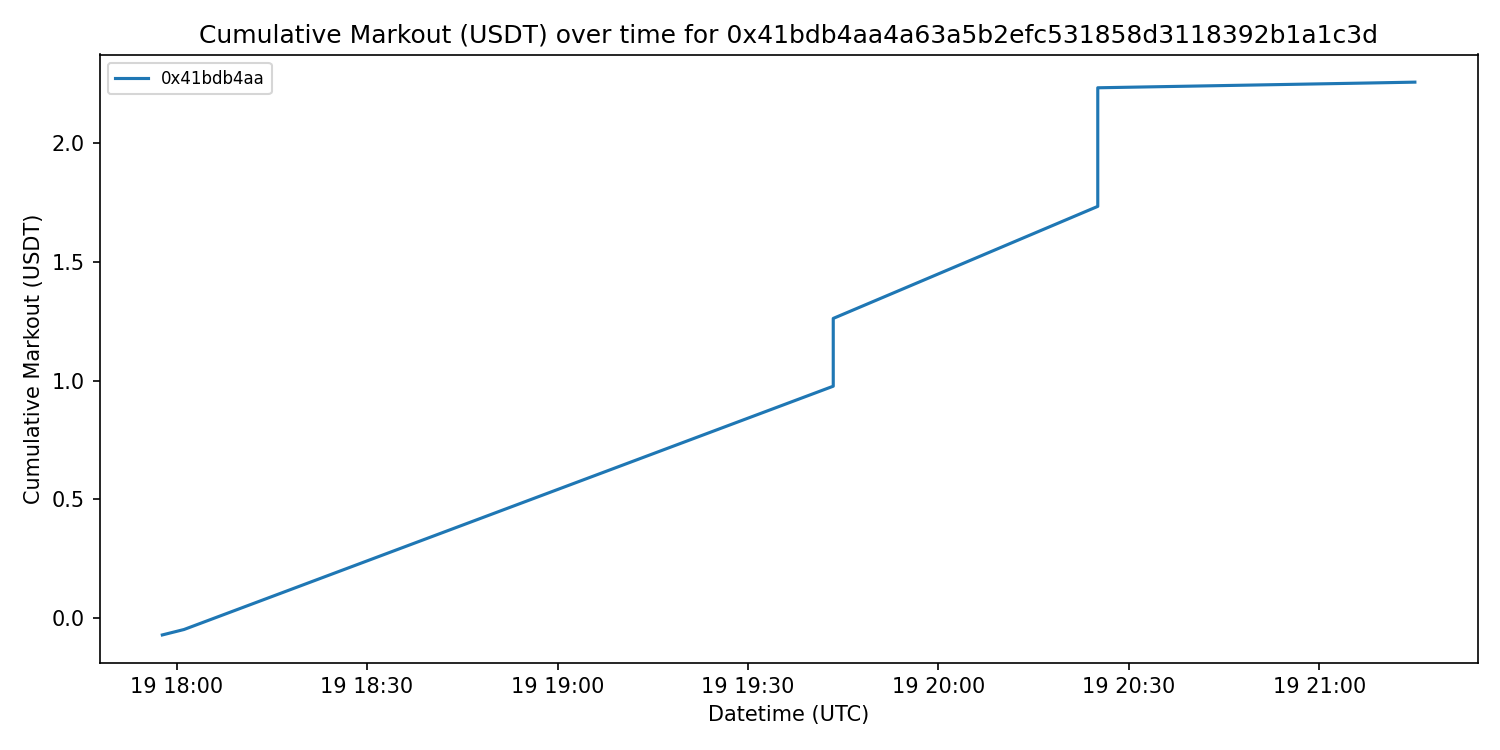 Cumulative Markout (USDT) over time for 0x41bdb4aa4a63a5b2efc531858d3118392b1a1c3d
0x41bdb4aa
Cumulative Markout (USDT)
2.0
1.5
1.0
0.5
0.0
19 18:00 19 18:30 19 19:00 19 19:30 19 20:00 19 20:30 19 21:00
Datetime (UTC)